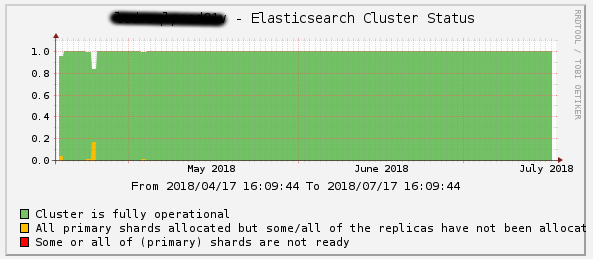 - Elasticsearch Cluster Status
RRDTOOL / TOBI OETIKER
1.0
0.8
0.6
0.4
0.2
0.0
May 2018 June 2018 July 2018
From 2018/04/17 16:09:44 To 2018/07/17 16:09:44
Cluster is fully operational
All primary shards allocated but some/all of the replicas have not been allocat
Some or all of (primary) shards are not ready